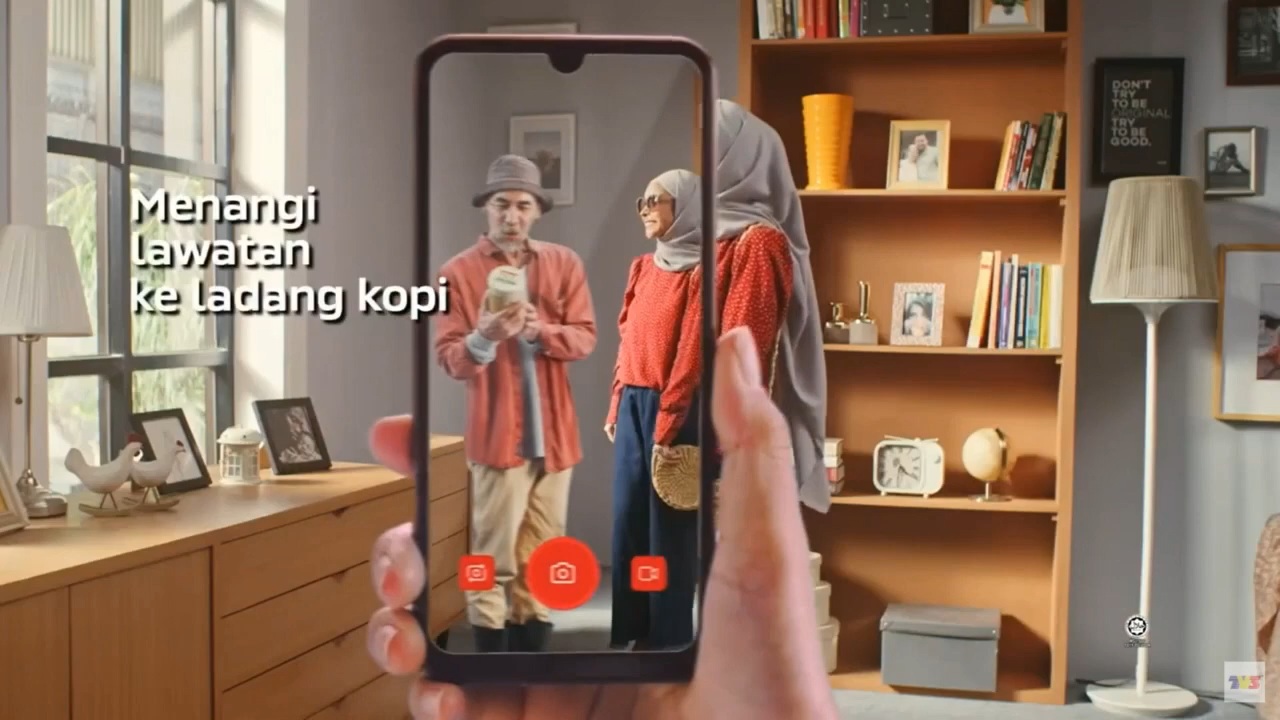 Menangi
lawatan
ke ladang kopi
DON'T
TRY
TO BE
ORIGINAL
TRY
TO BE
GOOD.